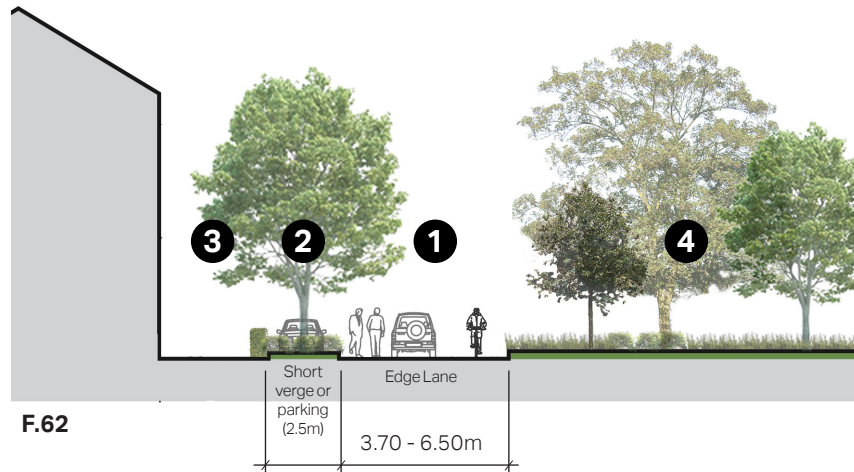 3
2
1
4
Short
verge or
parking
(2.5m)
Edge Lane
F.62
3.70 - 6.50m